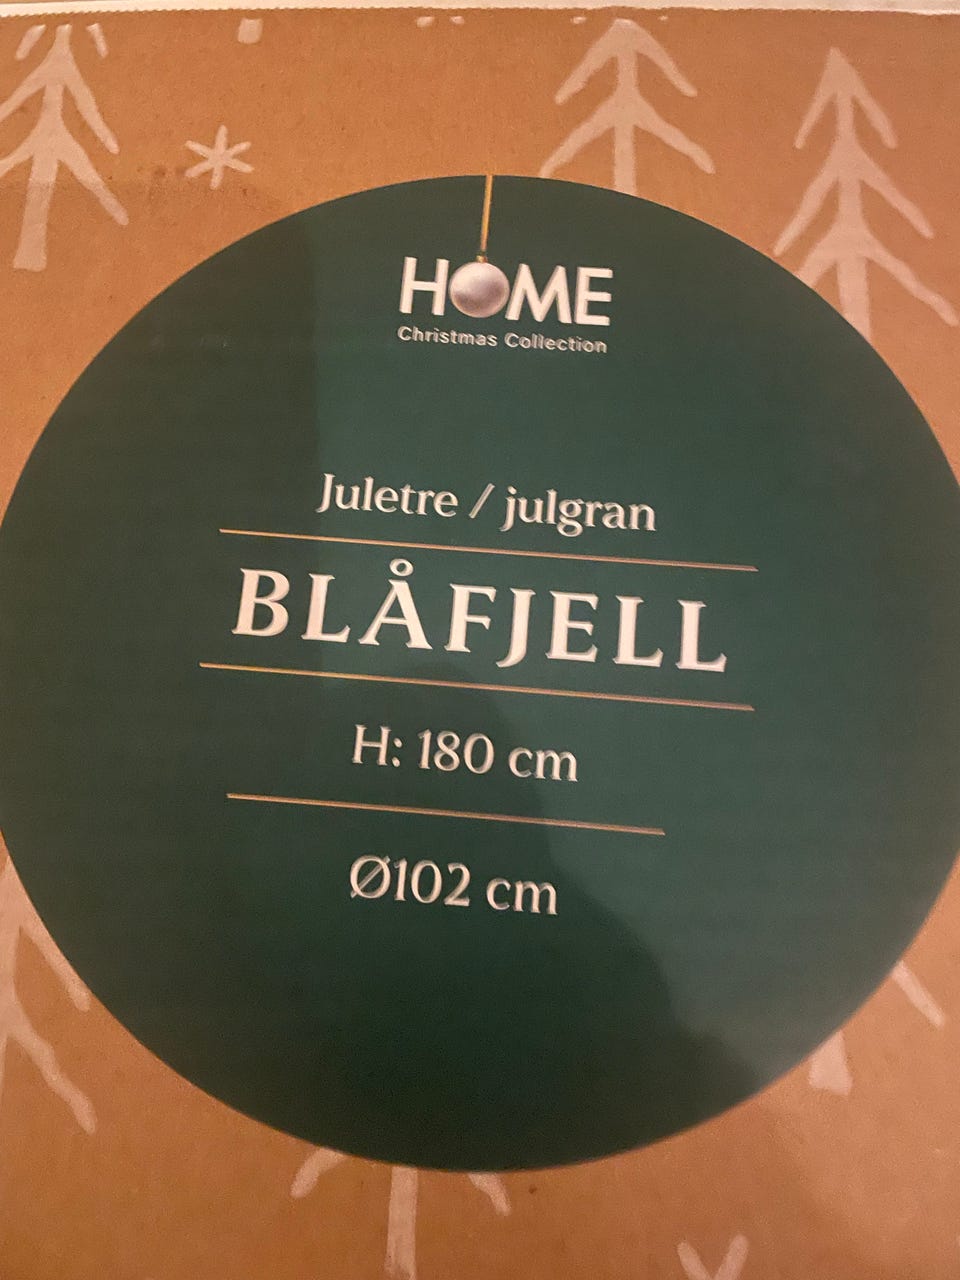 HOME
Christmas Collection
Juletre / julgran
BLÅFJELL
H: 180 cm
Ø102 cm